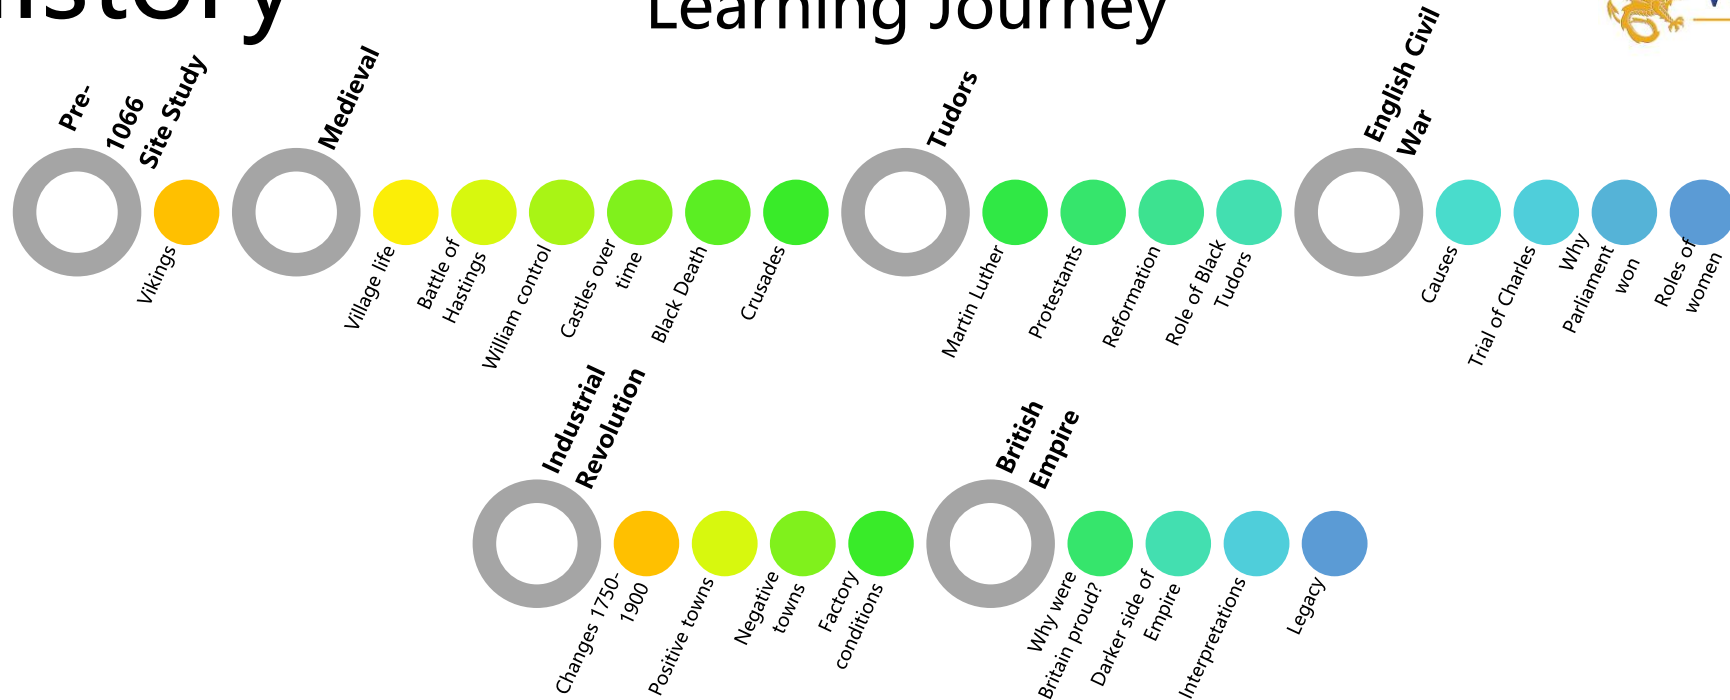 Learning Journey
Pre-
1066
Site Study
Vikings
Medieval
Village life
Battle of
Hastings
William control
Castles over
time
Black Death
Crusades
Tudors
Martin Luther
Protestants
Reformation
Role of Black
Tudors
English Civil
War
Causes
Trial of Charles
Why
Parliament
won
Roles of
women
Industrial
Revolution
Changes 1750-
1900
Positive towns
Negative
towns
Factory
conditions
British
Empire
Why were
Britain proud?
Darker side of
Empire
Interpretations
Legacy